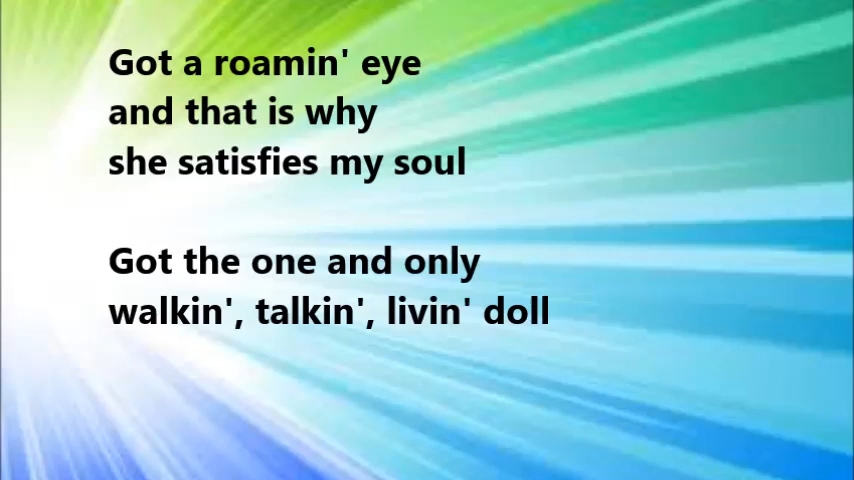 Got a roamin' eye
and that is why
she satisfies my soul
Got the one and only
walkin', talkin', livin' doll